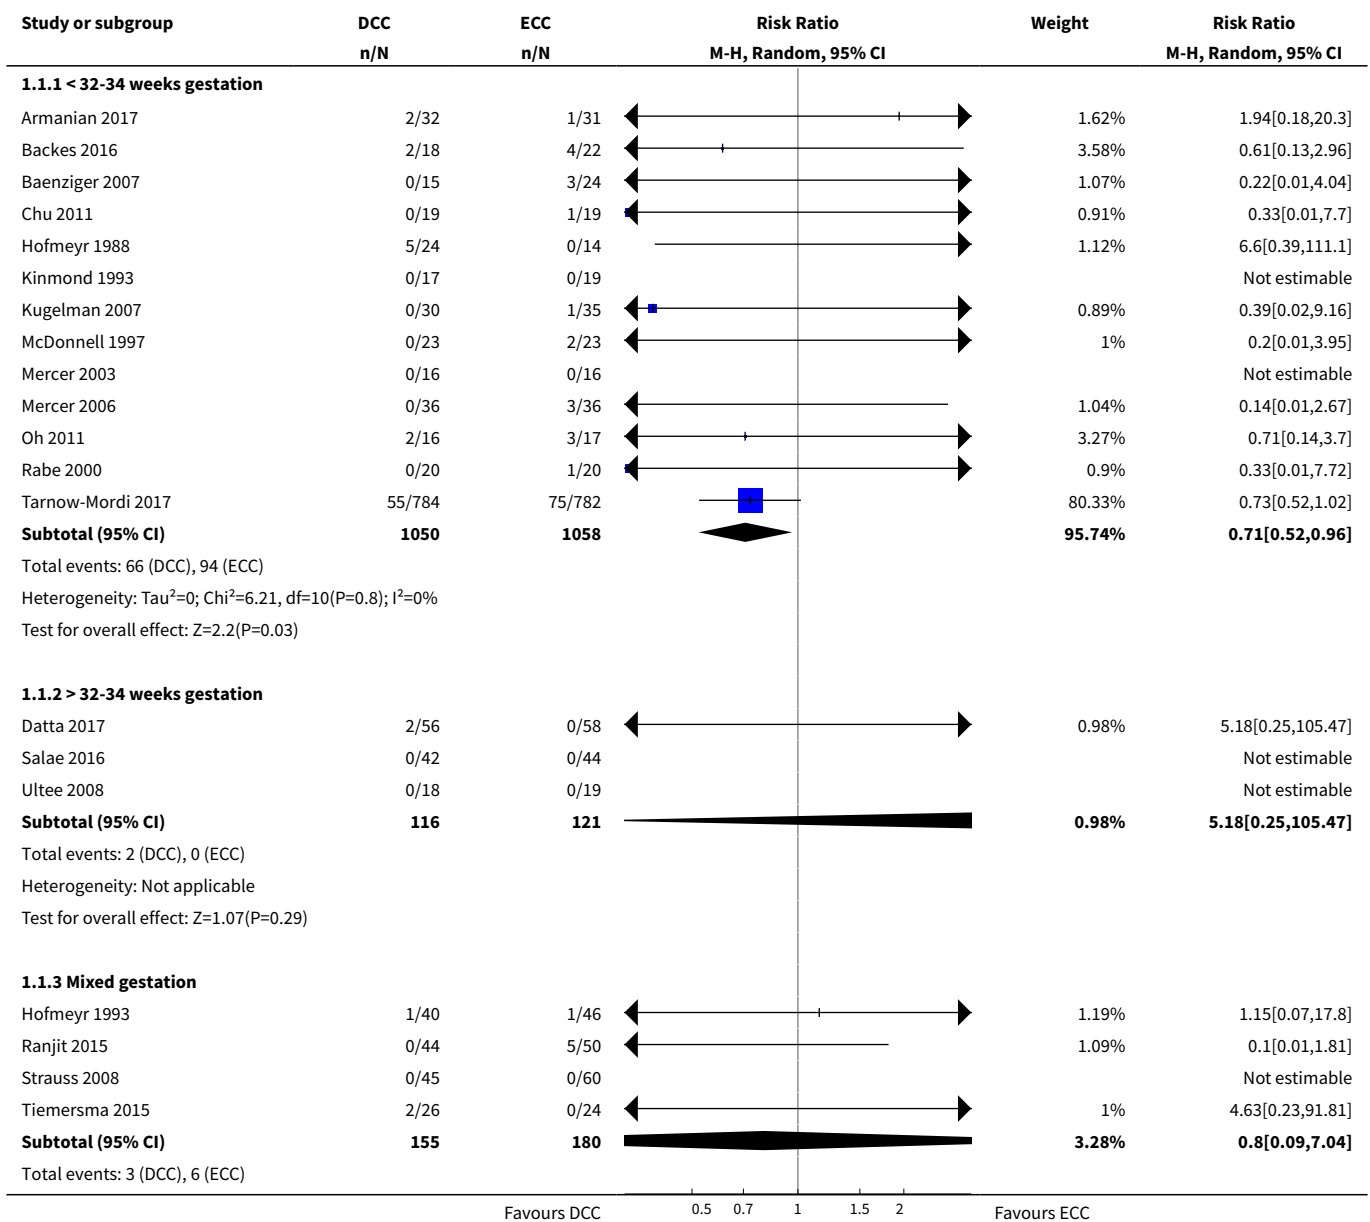 Study or subgroup DCC ECC Risk Ratio Weight Risk Ratio
n/N n/N M-H, Random, 95% CI M-H, Random, 95% CI
1.1.1 < 32-34 weeks gestation
Armanian 2017 2/32 1/31 1.62% 1.94[0.18,20.3]
Backes 2016 2/18 4/22 3.58% 0.61[0.13,2.96]
Baenziger 2007 0/15 3/24 1.07% 0.22[0.01,4.04]
Chu 2011 0/19 1/19 0.91% 0.33[0.01,7.7]
Hofmeyr 1988 5/24 0/14 1.12% 6.6[0.39,111.1]
Kinmond 1993 0/17 0/19 Not estimable
Kugelman 2007 0/30 1/35 0.89% 0.39[0.02,9.16]
McDonnell 1997 0/23 2/23 1% 0.2[0.01,3.95]
Mercer 2003 0/16 0/16 Not estimable
Mercer 2006 0/36 3/36 1.04% 0.14[0.01,2.67]
Oh 2011 2/16 3/17 3.27% 0.71[0.14,3.7]
Rabe 2000 0/20 1/20 0.9% 0.33[0.01,7.72]
Tarnow-Mordi 2017 55/784 75/782 80.33% 0.73[0.52,1.02]
Subtotal (95% CI) 1050 1058 95.74% 0.71[0.52,0.96]
Total events: 66 (DCC), 94 (ECC)
Heterogeneity: Tau²=0; Chi²=6.21, df=10(P=0.8); I²=0%
Test for overall effect: Z=2.2(P=0.03)
1.1.2 > 32-34 weeks gestation
Datta 2017 2/56 0/58 0.98% 5.18[0.25,105.47]
Salae 2016 0/42 0/44 Not estimable
Ultee 2008 0/18 0/19 Not estimable
Subtotal (95% CI) 116 121 0.98% 5.18[0.25,105.47]
Total events: 2 (DCC), 0 (ECC)
Heterogeneity: Not applicable
Test for overall effect: Z=1.07(P=0.29)
1.1.3 Mixed gestation
Hofmeyr 1993 1/40 1/46 1.19% 1.15[0.07,17.8]
Ranjit 2015 0/44 5/50 1.09% 0.1[0.01,1.81]
Strauss 2008 0/45 0/60 Not estimable
Tiemersma 2015 2/26 0/24 1% 4.63[0.23,91.81]
Subtotal (95% CI) 155 180 3.28% 0.8[0.09,7.04]
Total events: 3 (DCC), 6 (ECC)
Favours DCC 0.5 0.7 1 1.5 2 Favours ECC